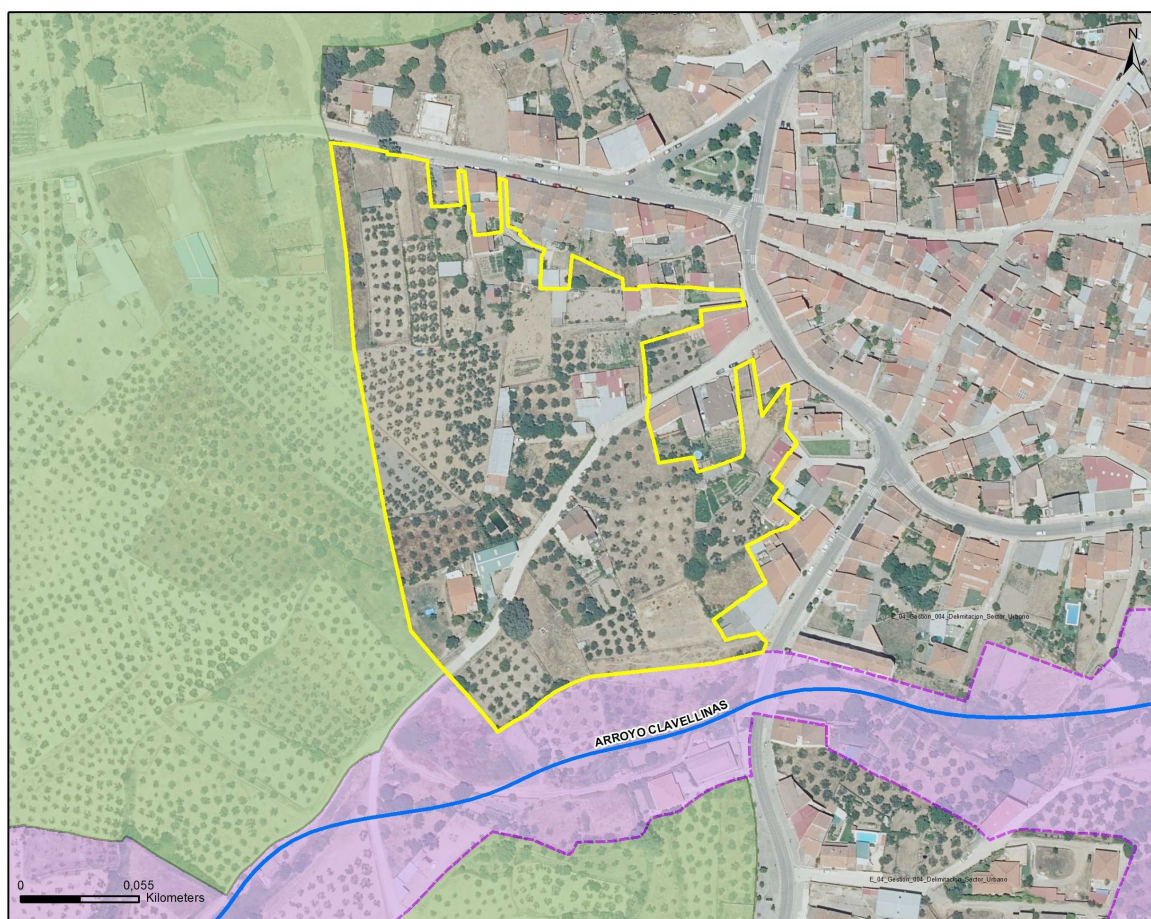 N
E_04_Gestion_004_Delimitacion_Sector_Urbano
ARROYO CLAVELLINAS
E_04_Gestion_004_Delimitacion_Sector_Urbano
0 0,055
Kilometers